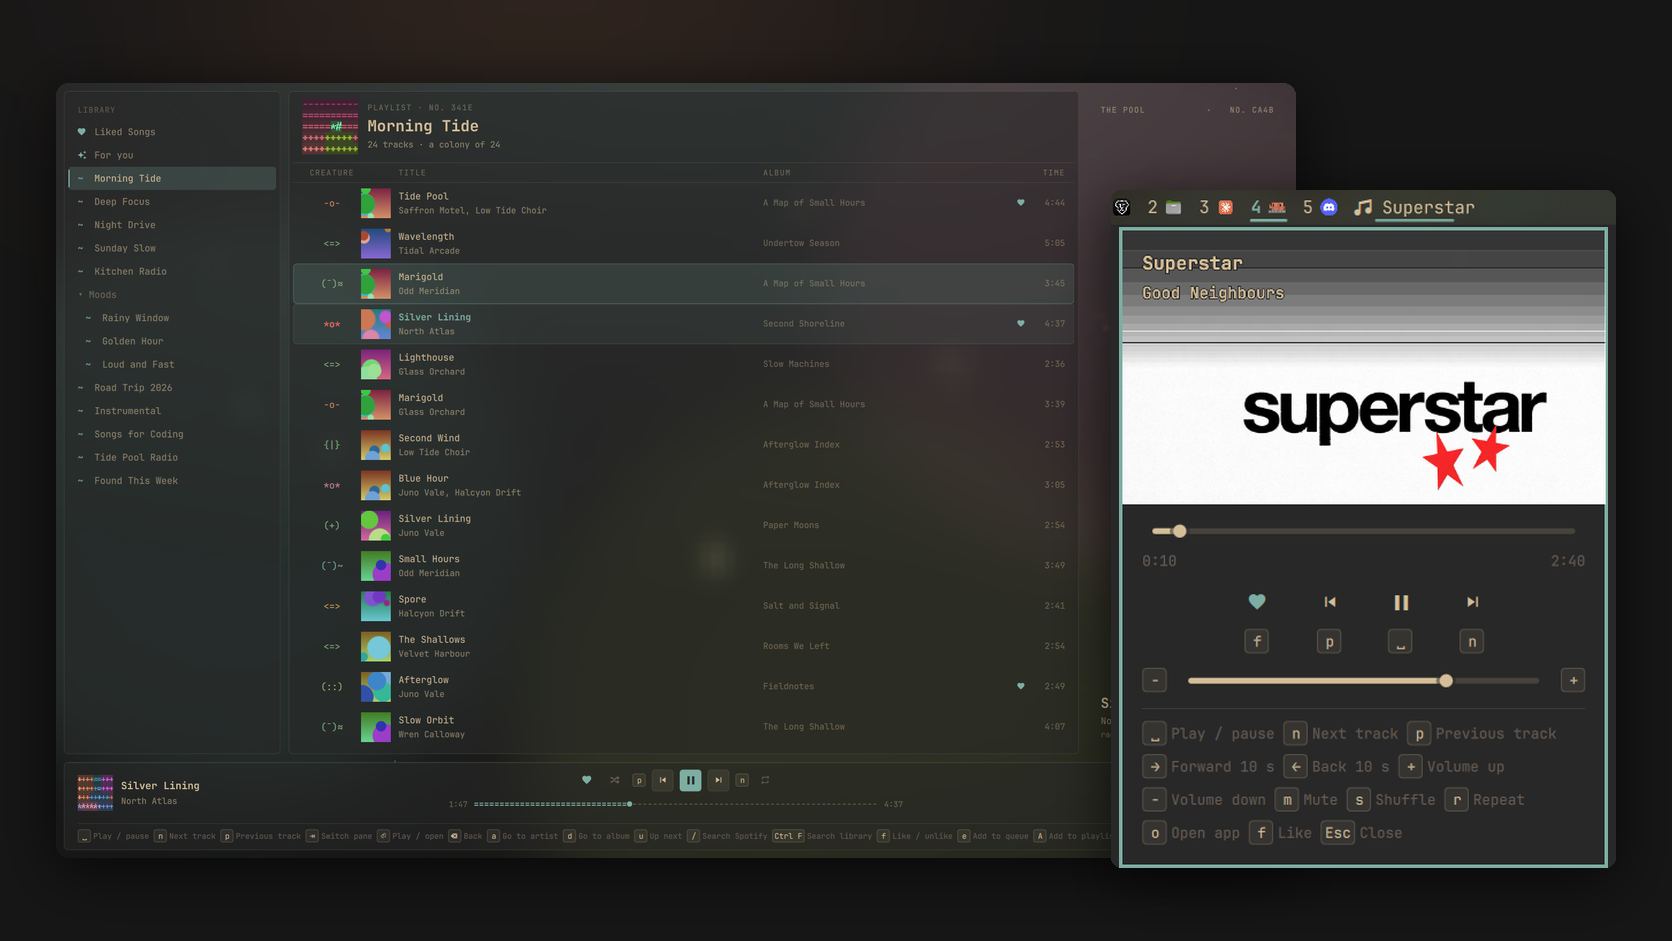 LIBRARY
Liked Songs
For you
~ Morning Tide
~ Deep Focus
~ Night Drive
~ Sunday Slow
~ Kitchen Radio
Moods
~ Rainy Window
~ Golden Hour
~ Loud and Fast
~ Road Trip 2026
~ Instrumental
~ Songs for Coding
~ Tide Pool Radio
~ Found This Week
PLAYLIST · NO. 341E
Morning Tide
24 tracks · a colony of 24
CREATURE TITLE ALBUM TIME
-o- Tide Pool A Map of Small Hours 4:44
Saffron Motel, Low Tide Choir
<=> Wavelength Undertow Season 5:05
Tidal Arcade
(¯)≈ Marigold A Map of Small Hours 3:45
Odd Meridian
*o* Silver Lining Second Shoreline 4:37
North Atlas
<=> Lighthouse Slow Machines 2:36
Glass Orchard
-o- Marigold A Map of Small Hours 3:39
Glass Orchard
{|} Second Wind Afterglow Index 2:53
Low Tide Choir
*o* Blue Hour Afterglow Index 3:05
Juno Vale, Halcyon Drift
(+) Silver Lining Paper Moons 2:54
Juno Vale
(¯)~ Small Hours The Long Shallow 3:49
Odd Meridian
<=> Spore Salt and Signal 2:41
Halcyon Drift
<=> The Shallows Rooms We Left 2:54
Velvet Harbour
(::) Afterglow Fieldnotes 2:49
Juno Vale
(¯)≈ Slow Orbit The Long Shallow 4:07
Wren Calloway
THE POOL · NO. CA4B
Silver Lining
North Atlas
p n
1:47 4:37
Play / pause n Next track p Previous track Switch pane Play / open Back a Go to artist d Go to album u Up next / Search Spotify Ctrl F Search library f Like / unlike e Add to queue A Add to playli
2 3 4 5 Superstar
Superstar
Good Neighbours
superstar
0:10 2:40
f p ␣ n
- +
␣ Play / pause n Next track p Previous track
→ Forward 10 s ← Back 10 s + Volume up
- Volume down m Mute s Shuffle r Repeat
o Open app f Like Esc Close